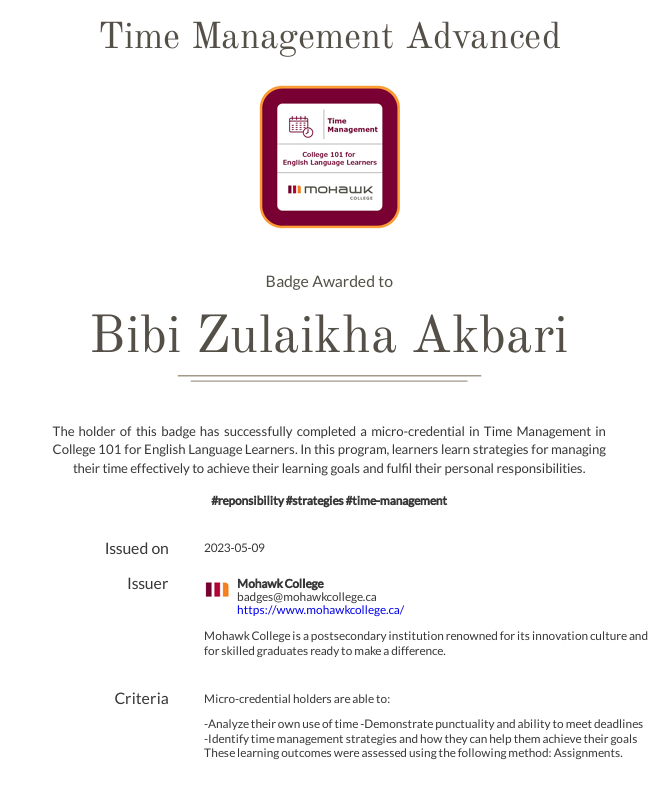 Time Management Advanced
Time
Management
College 101 for
English Language Learners
mohawk
COLLEGE
Badge Awarded to
Bibi Zulaikha Akbari
The holder of this badge has successfully completed a micro-credential in Time Management in
College 101 for English Language Learners. In this program, learners learn strategies for managing
their time effectively to achieve their learning goals and fulfil their personal responsibilities.
#reponsibility #strategies #time-management
Issued on 2023-05-09
Issuer Mohawk College
badges@mohawkcollege.ca
https://www.mohawkcollege.ca/
Mohawk College is a postsecondary institution renowned for its innovation culture and
for skilled graduates ready to make a difference.
Criteria Micro-credential holders are able to:
-Analyze their own use of time -Demonstrate punctuality and ability to meet deadlines
-Identify time management strategies and how they can help them achieve their goals
These learning outcomes were assessed using the following method: Assignments.